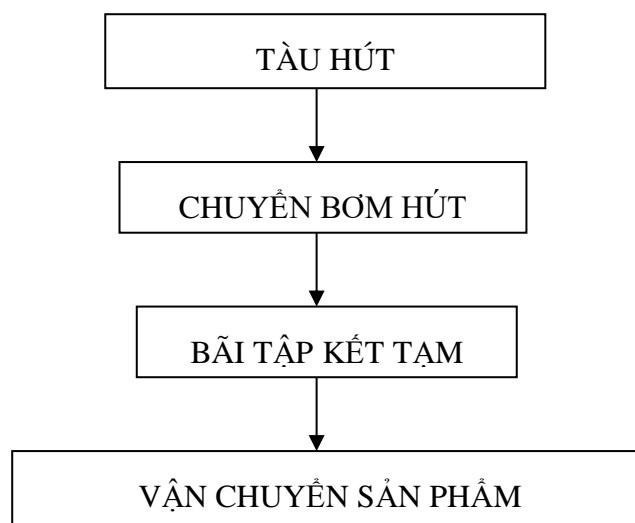 TÀU HÚT
CHUYỂN BƠM HÚT
BÃI TẬP KẾT TẠM
VẬN CHUYỂN SẢN PHẨM